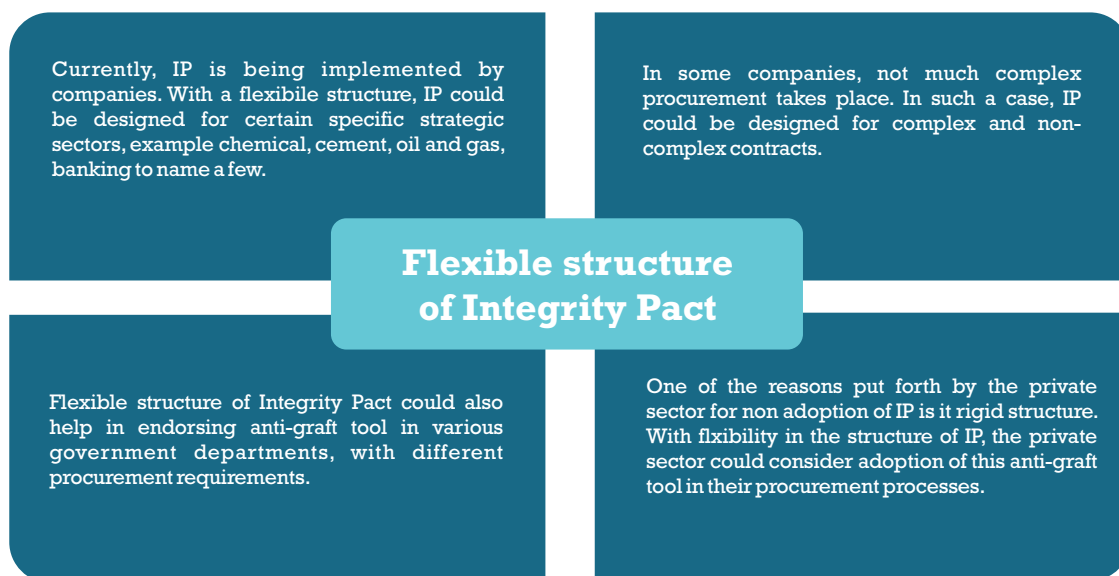 Currently, IP is being implemented by
companies. With a flexibile structure, IP could
be designed for certain specific strategic
sectors, example chemical, cement, oil and gas,
banking to name a few.
In some companies, not much complex
procurement takes place. In such a case, IP
could be designed for complex and non-
complex contracts.
Flexible structure
of Integrity Pact
Flexible structure of Integrity Pact could also
help in endorsing anti-graft tool in various
government departments, with different
procurement requirements.
One of the reasons put forth by the private
sector for non adoption of IP is it rigid structure.
With flxibility in the structure of IP, the private
sector could consider adoption of this anti-graft
tool in their procurement processes.